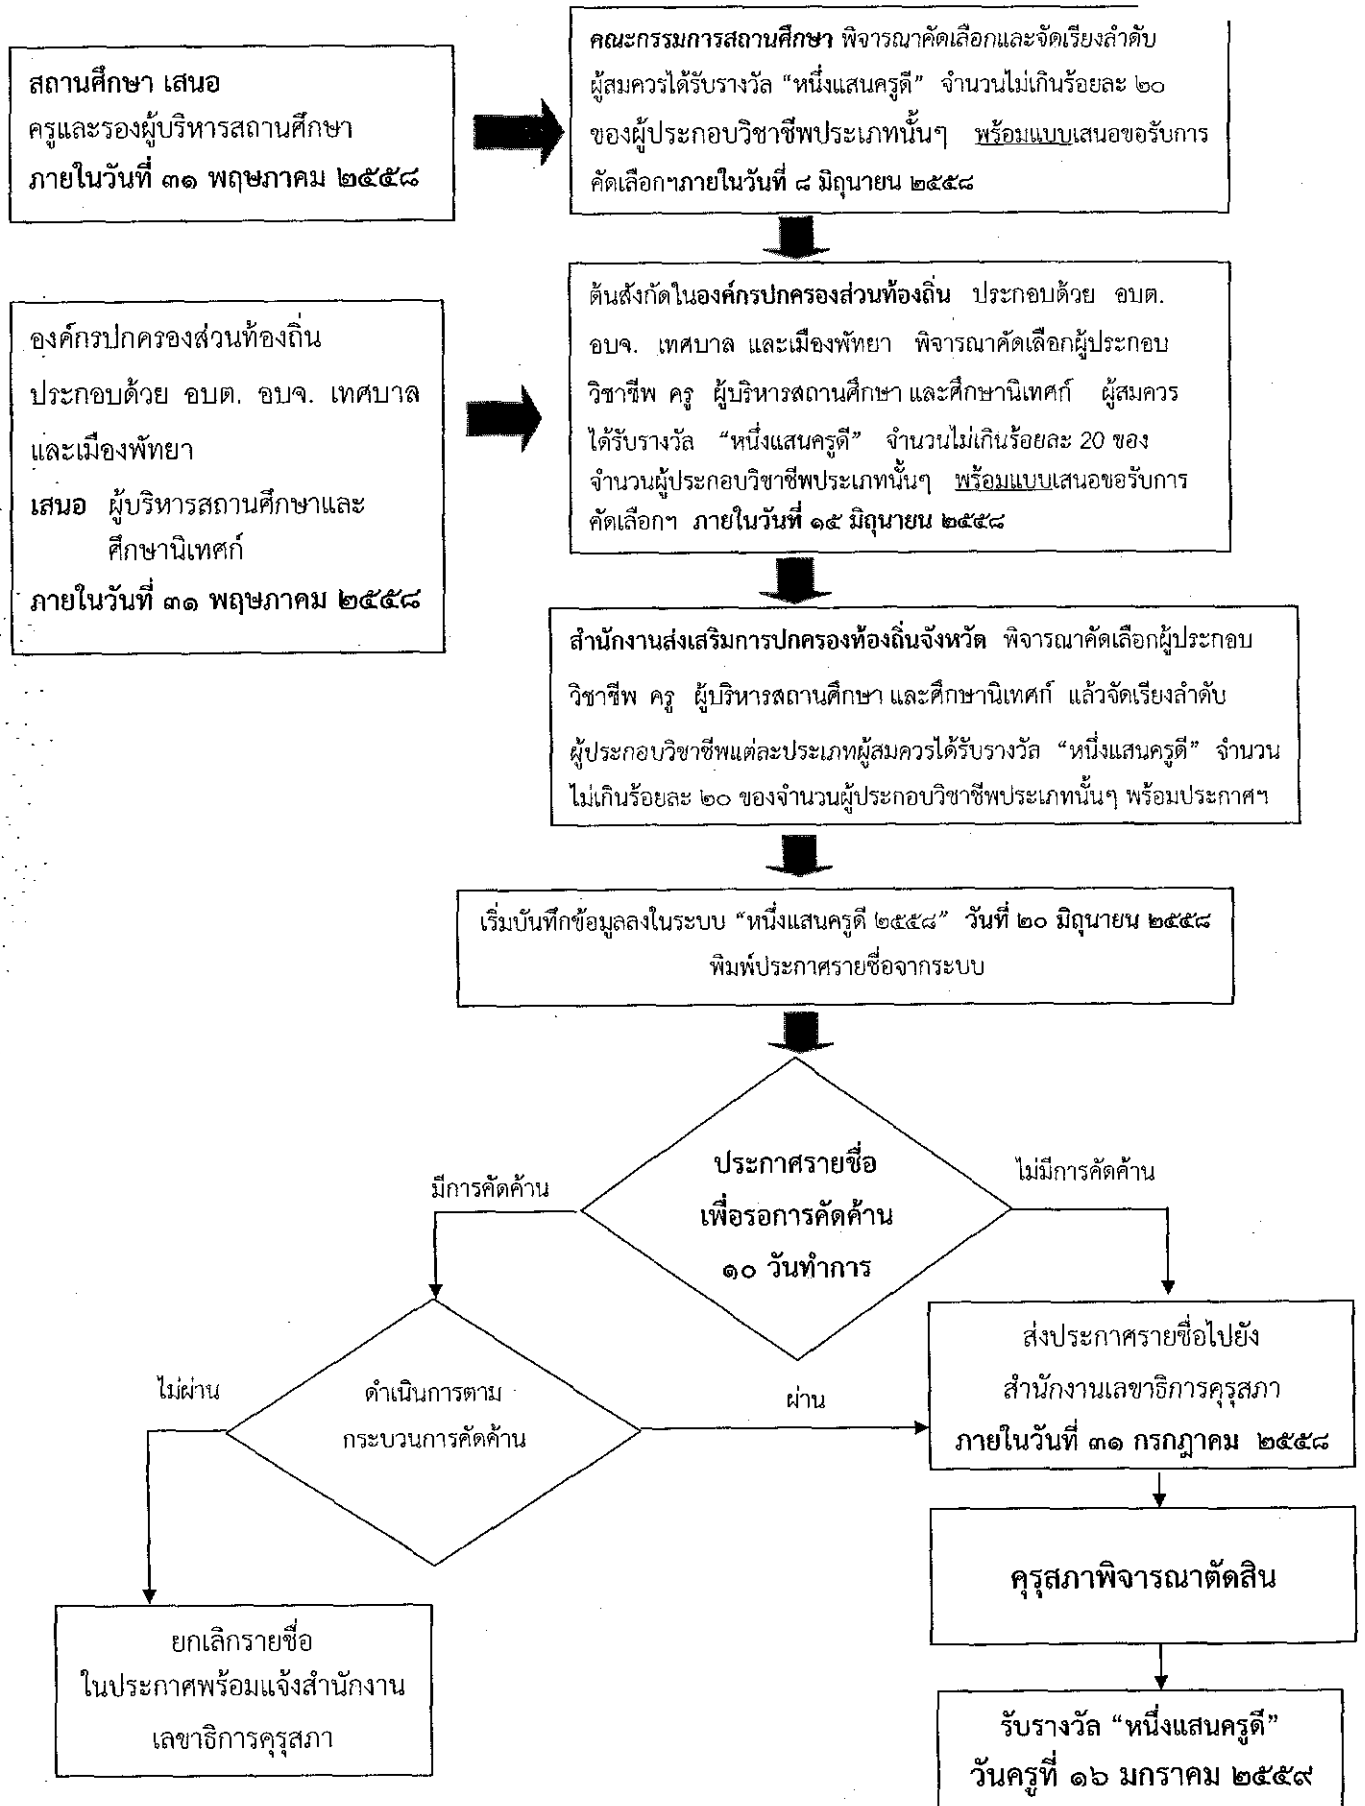 สถานศึกษา เสนอ
ครูและรองผู้บริหารสถานศึกษา
ภายในวันที่ ๓๑ พฤษภาคม ๒๕๕๘
คณะกรรมการสถานศึกษา พิจารณาคัดเลือกและจัดเรียงลำดับ
ผู้สมควรได้รับรางวัล “หนึ่งแสนครูดี” จำนวนไม่เกินร้อยละ ๒๐
ของผู้ประกอบวิชาชีพประเภทนั้นๆ พร้อมแบบเสนอขอรับการ
คัดเลือกฯภายในวันที่ ๘ มิถุนายน ๒๕๕๘
องค์กรปกครองส่วนท้องถิ่น
ประกอบด้วย อบต. อบจ. เทศบาล
และเมืองพัทยา
เสนอ ผู้บริหารสถานศึกษาและ
ศึกษานิเทศก์
ภายในวันที่ ๓๑ พฤษภาคม ๒๕๕๘
ต้นสังกัดในองค์กรปกครองส่วนท้องถิ่น ประกอบด้วย อบต.
อบจ. เทศบาล และเมืองพัทยา พิจารณาคัดเลือกผู้ประกอบ
วิชาชีพ ครู ผู้บริหารสถานศึกษา และศึกษานิเทศก์ ผู้สมควร
ได้รับรางวัล “หนึ่งแสนครูดี” จำนวนไม่เกินร้อยละ 20 ของ
จำนวนผู้ประกอบวิชาชีพประเภทนั้นๆ พร้อมแบบเสนอขอรับการ
คัดเลือกฯ ภายในวันที่ ๑๕ มิถุนายน ๒๕๕๘
สำนักงานส่งเสริมการปกครองท้องถิ่นจังหวัด พิจารณาคัดเลือกผู้ประกอบ
วิชาชีพ ครู ผู้บริหารสถานศึกษา และศึกษานิเทศก์ แล้วจัดเรียงลำดับ
ผู้ประกอบวิชาชีพแต่ละประเภทผู้สมควรได้รับรางวัล “หนึ่งแสนครูดี” จำนวน
ไม่เกินร้อยละ ๒๐ ของจำนวนผู้ประกอบวิชาชีพประเภทนั้นๆ พร้อมประกาศฯ
เริ่มบันทึกข้อมูลลงในระบบ “หนึ่งแสนครูดี ๒๕๕๘” วันที่ ๒๐ มิถุนายน ๒๕๕๘
พิมพ์ประกาศรายชื่อจากระบบ
ประกาศรายชื่อ
เพื่อรอการคัดค้าน
๑๐ วันทำการ
มีการคัดค้าน
ไม่มีการคัดค้าน
ดำเนินการตาม
กระบวนการคัดค้าน
ไม่ผ่าน
ผ่าน
ส่งประกาศรายชื่อไปยัง
สำนักงานเลขาธิการคุรุสภา
ภายในวันที่ ๓๑ กรกฎาคม ๒๕๕๘
คุรุสภาพิจารณาตัดสิน
ยกเลิกรายชื่อ
ในประกาศพร้อมแจ้งสำนักงาน
เลขาธิการคุรุสภา
รับรางวัล “หนึ่งแสนครูดี”
วันครูที่ ๑๖ มกราคม ๒๕๕๙